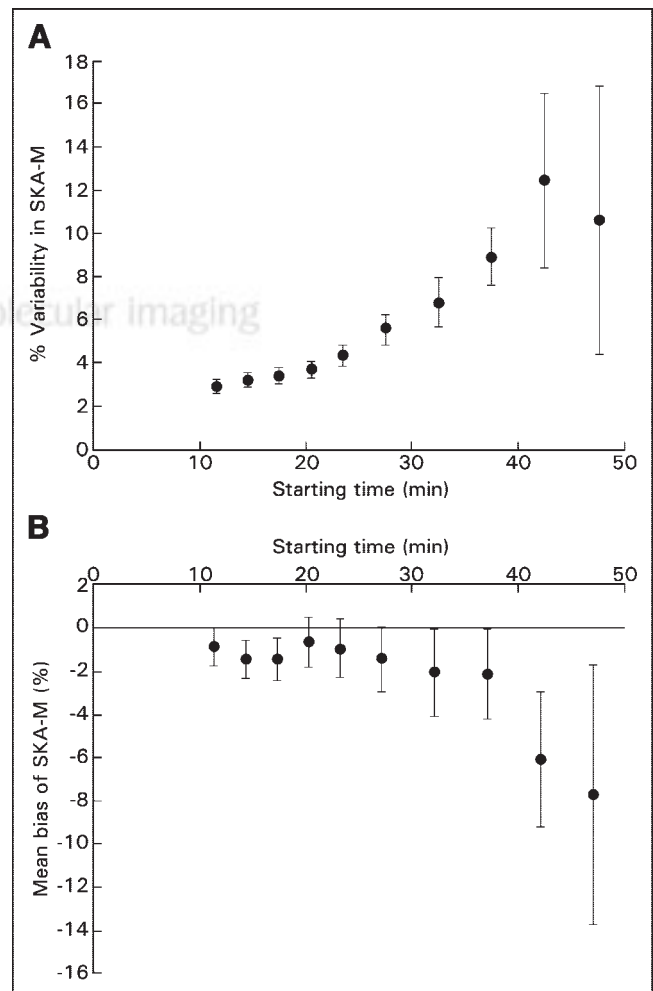 A
% Variability in SKA-M
18
16
14
12
10
8
6
4
2
0
0 10 20 30 40 50
Starting time (min)
molecular imaging
B
Starting time (min)
0 10 20 30 40 50
Mean bias of SKA-M (%)
2
0
-2
-4
-6
-8
-10
-12
-14
-16